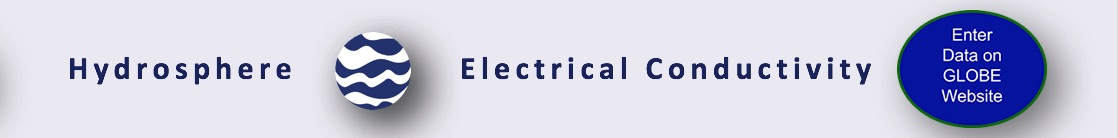 Hydrosphere
Electrical Conductivity
Enter
Data on
GLOBE
Website